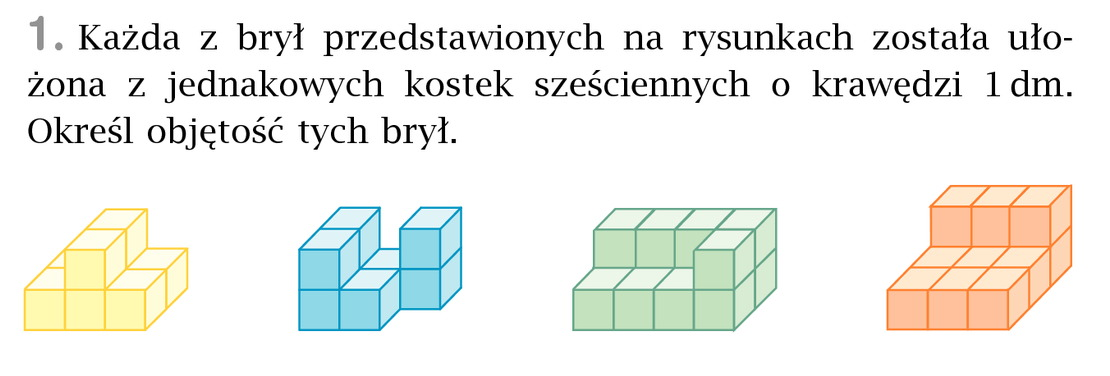 1. Każda z brył przedstawionych na rysunkach została uło-
żona z jednakowych kostek sześciennych o krawędzi 1 dm.
Określ objętość tych brył.